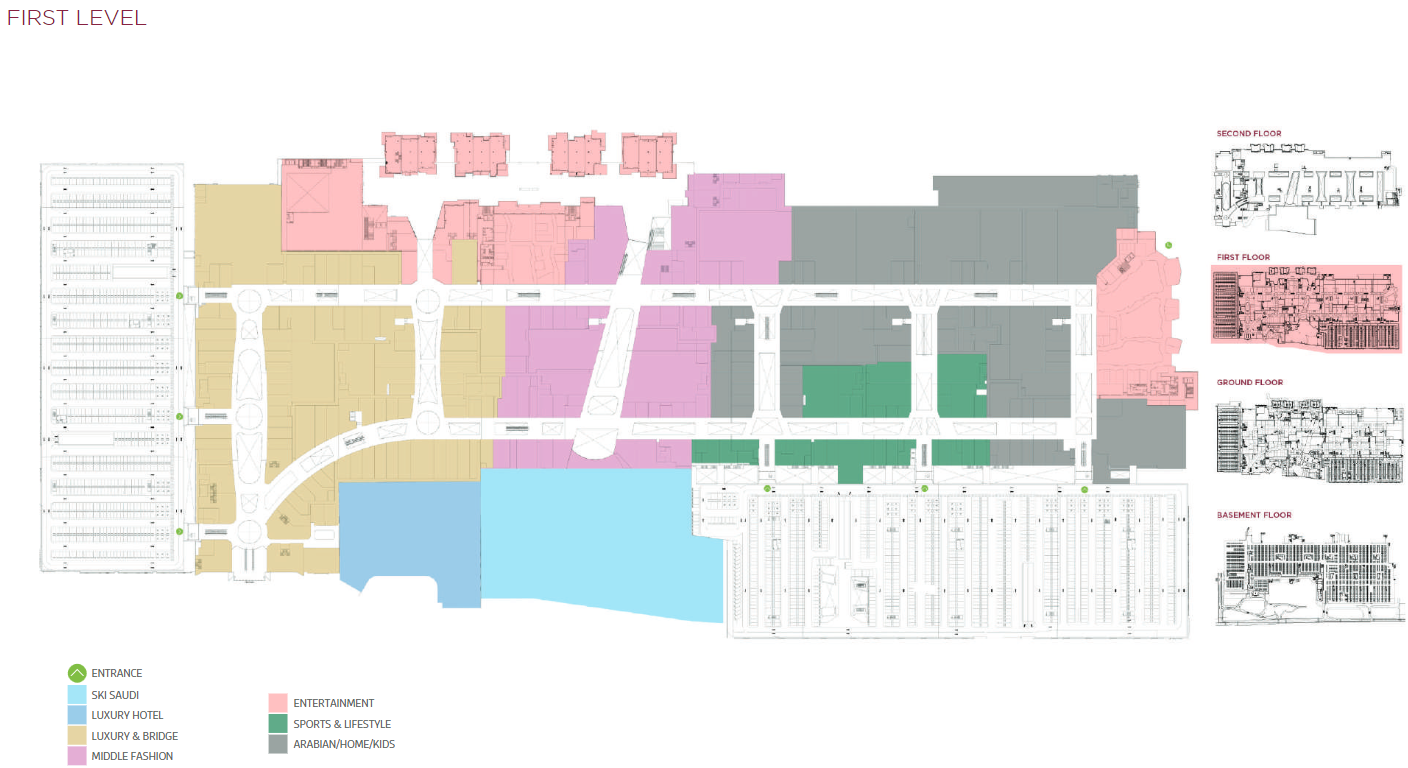 FIRST LEVEL
SECOND FLOOR
FIRST FLOOR
GROUND FLOOR
BASEMENT FLOOR
ENTRANCE
SKI SAUDI
LUXURY HOTEL
LUXURY & BRIDGE
MIDDLE FASHION
ENTERTAINMENT
SPORTS & LIFESTYLE
ARABIAN/HOME/KIDS